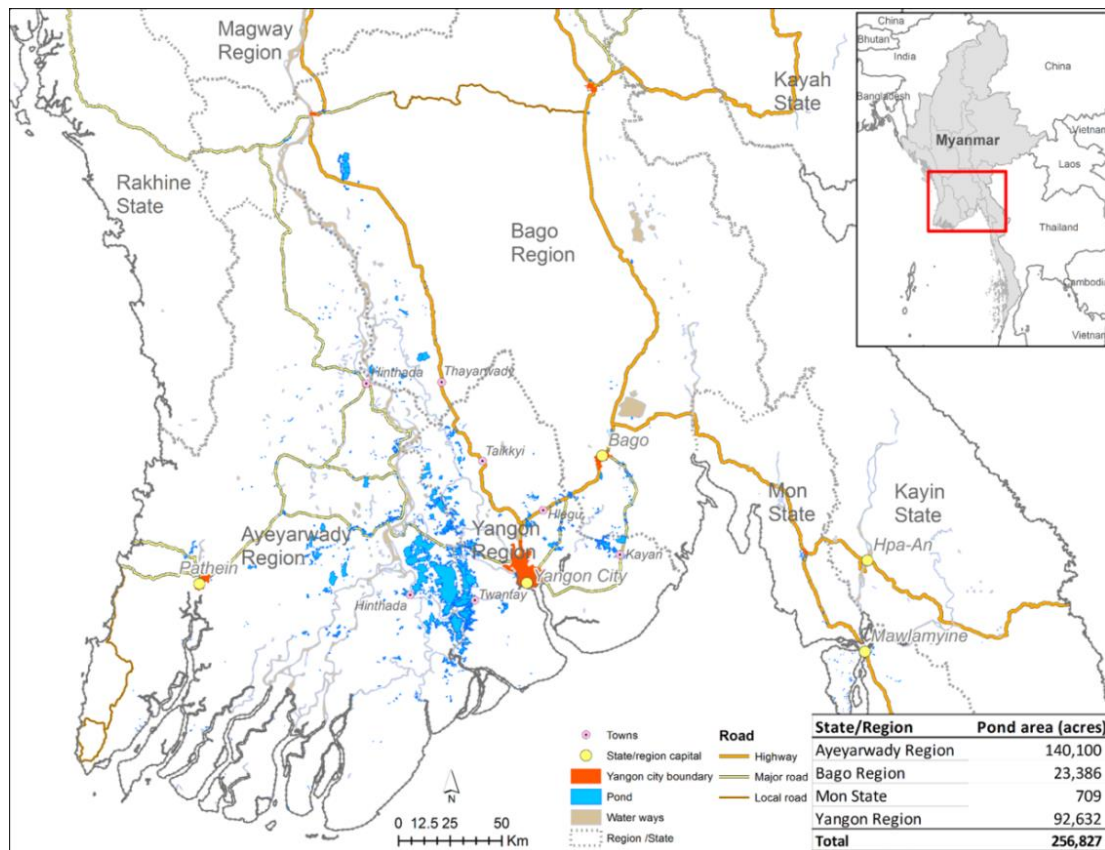 Magway
Region
Kayah
State
Rakhine
State
Bago
Region
Hinthada
Thayarwady
Taikkyi
Bago
Hlegu
Kayan
Ayeyarwady
Region
Yangon
Region
Yangon City
Pathein
Hinthada
Twantay
Mon
State
Kayin
State
Hpa-An
Mawlamyine
China
Bhutan
India
China
Bangladesh
Myanmar
Vietnam
Laos
Thailand
Cambodia
Vietnam
N
0 12.5 25 50
Km
Towns
State/region capital
Yangon city boundary
Pond
Water ways
Region /State
Road
Highway
Major road
Local road
State/Region Pond area (acres)
Ayeyarwady Region 140,100
Bago Region 23,386
Mon State 709
Yangon Region 92,632
Total 256,827